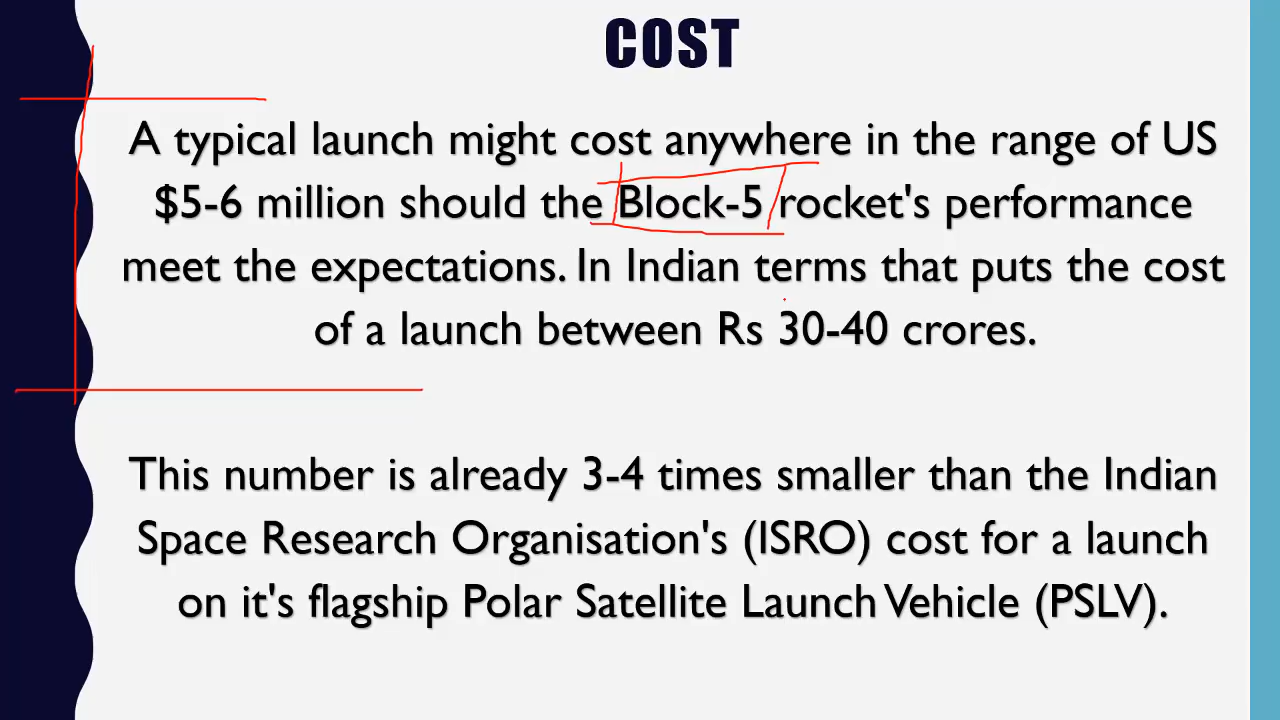 COST
A typical launch might cost anywhere in the range of US
$5-6 million should the Block-5 rocket's performance
meet the expectations. In Indian terms that puts the cost
of a launch between Rs 30-40 crores.
This number is already 3-4 times smaller than the Indian
Space Research Organisation's (ISRO) cost for a launch
on it's flagship Polar Satellite Launch Vehicle (PSLV).